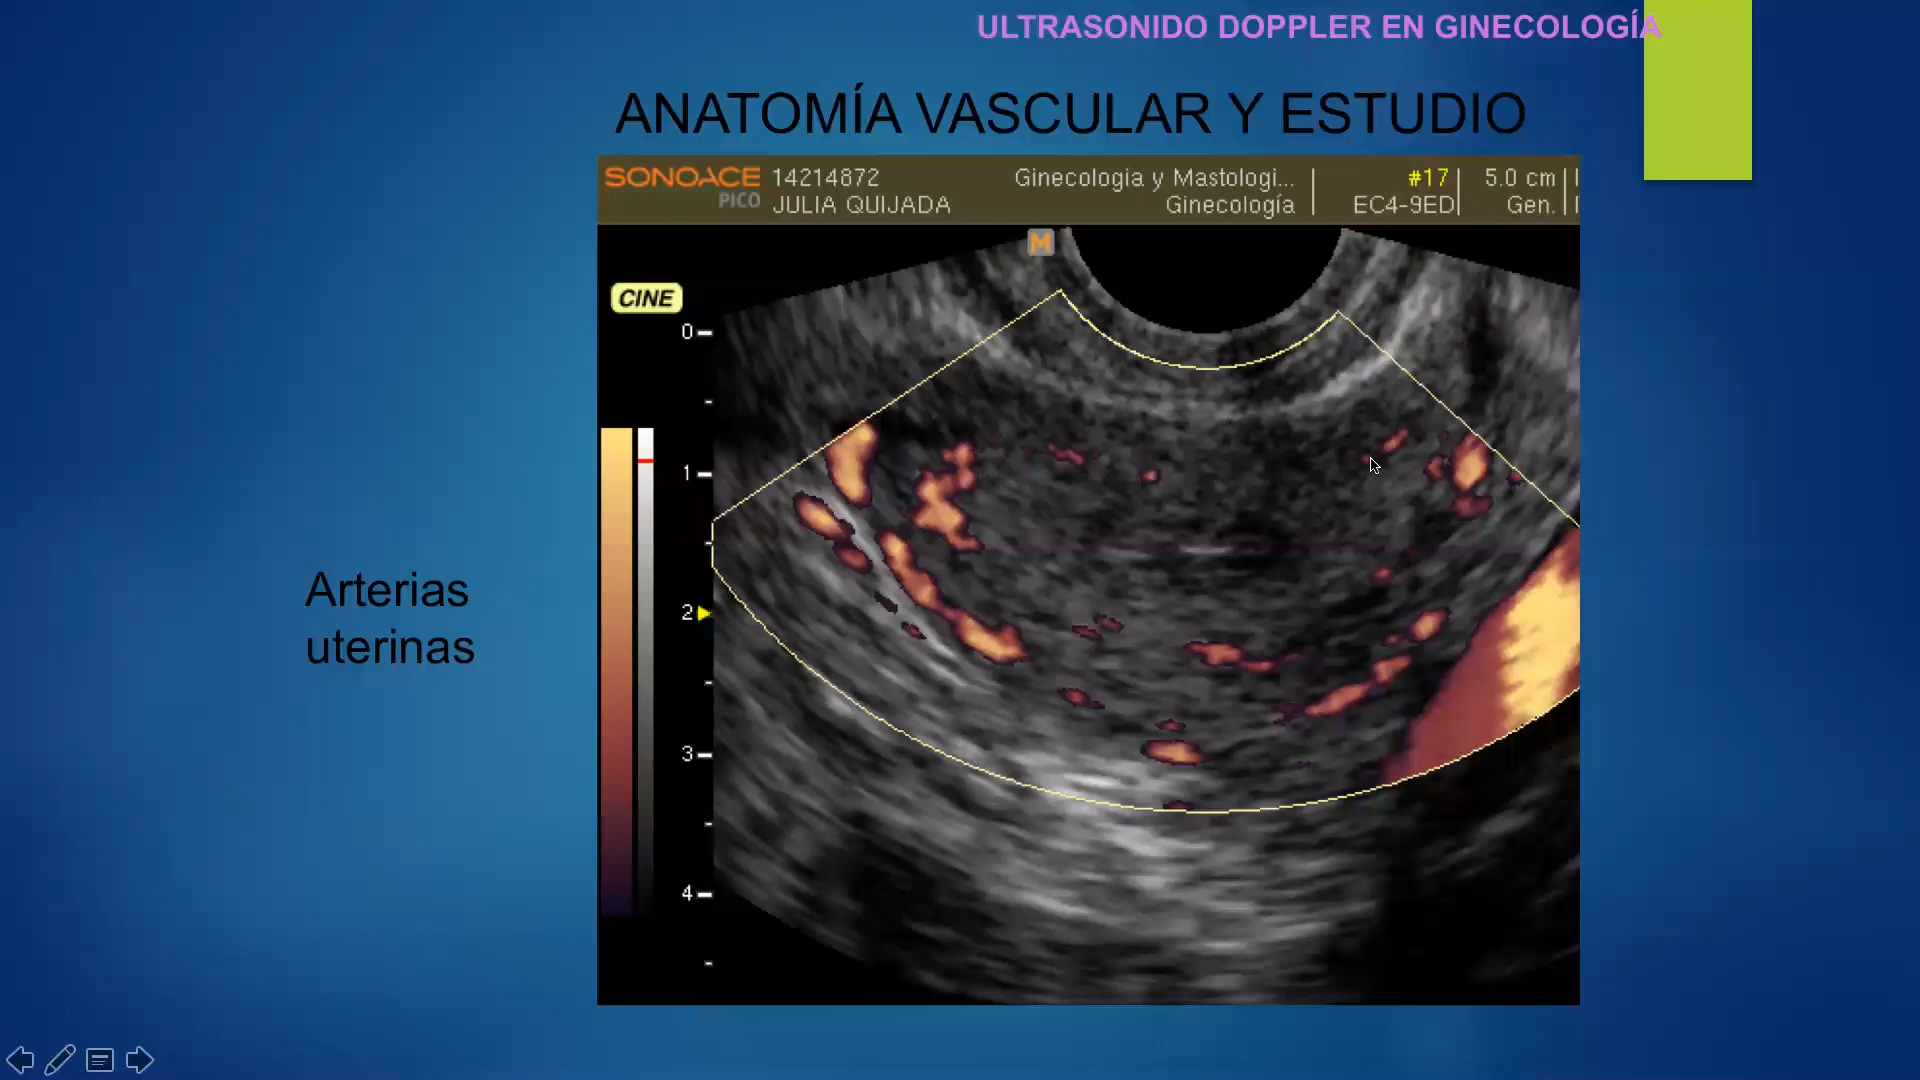 ULTRASONIDO DOPPLER EN GINECOLOGÍA
ANATOMÍA VASCULAR Y ESTUDIO
SONOACE 14214872 Ginecologia y Mastologi... #17 5.0 cm
PICO JULIA QUIJADA Ginecología EC4-9ED Gen.
M
CINE
0
1
Arterias
uterinas
2
3
4